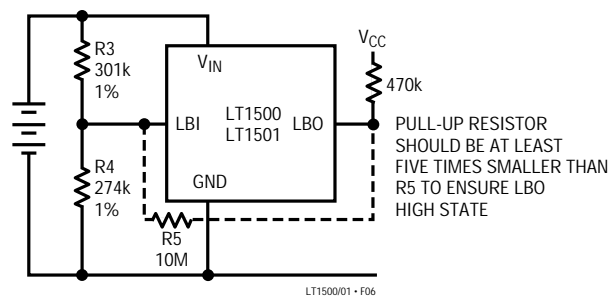 R3
301k
1%
V_IN
V_CC
470k
LBI
LT1500
LT1501
LBO
PULL-UP RESISTOR
SHOULD BE AT LEAST
FIVE TIMES SMALLER THAN
R5 TO ENSURE LBO
HIGH STATE
R4
274k
1%
GND
R5
10M
LT1500/01 • F06